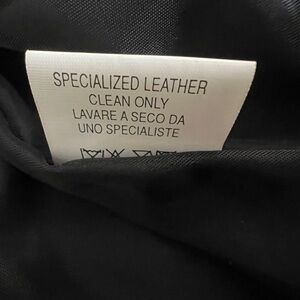 SPECIALIZED LEATHER
CLEAN ONLY
LAVARE A SECO DA
UNO SPECIALISTE